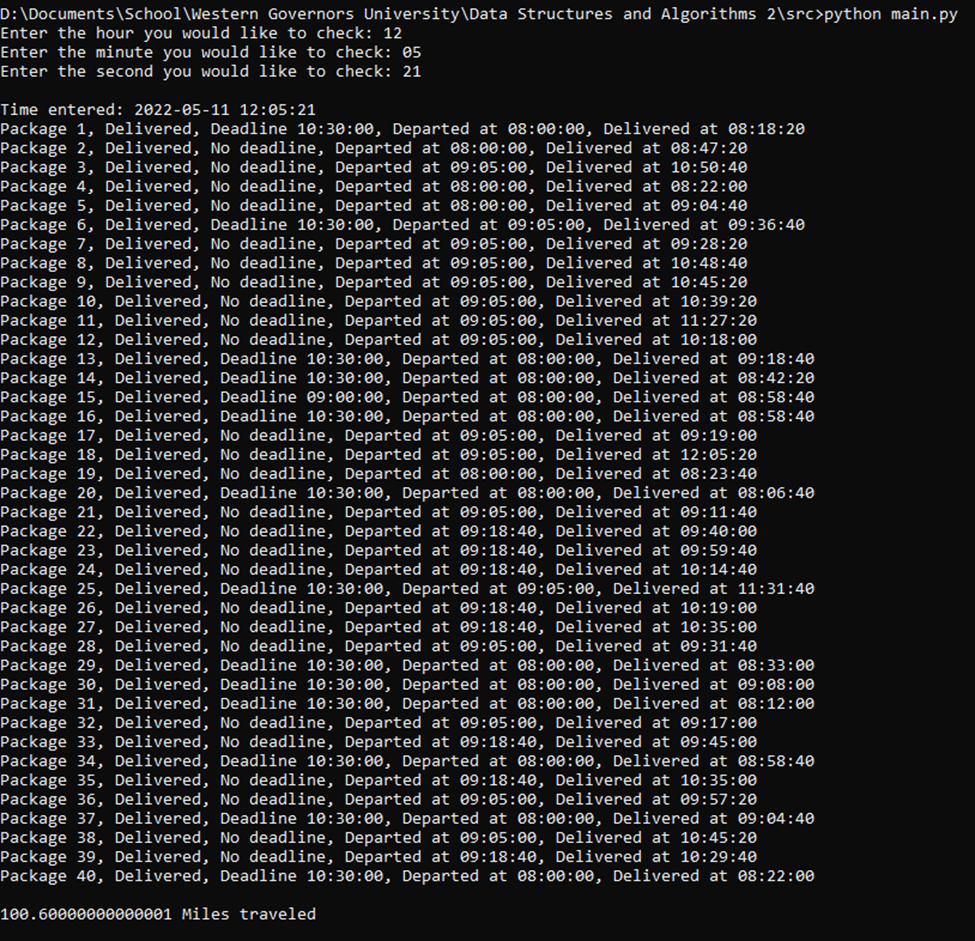 D:\Documents\School\Western Governors University\Data Structures and Algorithms 2\src>python main.py
Enter the hour you would like to check: 12
Enter the minute you would like to check: 05
Enter the second you would like to check: 21
Time entered: 2022-05-11 12:05:21
Package 1, Delivered, Deadline 10:30:00, Departed at 08:00:00, Delivered at 08:18:20
Package 2, Delivered, No deadline, Departed at 08:00:00, Delivered at 08:47:20
Package 3, Delivered, No deadline, Departed at 09:05:00, Delivered at 10:50:40
Package 4, Delivered, No deadline, Departed at 08:00:00, Delivered at 08:22:00
Package 5, Delivered, No deadline, Departed at 08:00:00, Delivered at 09:04:40
Package 6, Delivered, Deadline 10:30:00, Departed at 09:05:00, Delivered at 09:36:40
Package 7, Delivered, No deadline, Departed at 09:05:00, Delivered at 09:28:20
Package 8, Delivered, No deadline, Departed at 09:05:00, Delivered at 10:48:40
Package 9, Delivered, No deadline, Departed at 09:05:00, Delivered at 10:45:20
Package 10, Delivered, No deadline, Departed at 09:05:00, Delivered at 10:39:20
Package 11, Delivered, No deadline, Departed at 09:05:00, Delivered at 11:27:20
Package 12, Delivered, No deadline, Departed at 09:05:00, Delivered at 10:18:00
Package 13, Delivered, Deadline 10:30:00, Departed at 08:00:00, Delivered at 09:18:40
Package 14, Delivered, Deadline 10:30:00, Departed at 08:00:00, Delivered at 08:42:20
Package 15, Delivered, Deadline 09:00:00, Departed at 08:00:00, Delivered at 08:58:40
Package 16, Delivered, Deadline 10:30:00, Departed at 08:00:00, Delivered at 08:58:40
Package 17, Delivered, No deadline, Departed at 09:05:00, Delivered at 09:19:00
Package 18, Delivered, No deadline, Departed at 09:05:00, Delivered at 12:05:20
Package 19, Delivered, No deadline, Departed at 08:00:00, Delivered at 08:23:40
Package 20, Delivered, Deadline 10:30:00, Departed at 08:00:00, Delivered at 08:06:40
Package 21, Delivered, No deadline, Departed at 09:05:00, Delivered at 09:11:40
Package 22, Delivered, No deadline, Departed at 09:18:40, Delivered at 09:40:00
Package 23, Delivered, No deadline, Departed at 09:18:40, Delivered at 09:59:40
Package 24, Delivered, No deadline, Departed at 09:18:40, Delivered at 10:14:40
Package 25, Delivered, Deadline 10:30:00, Departed at 09:05:00, Delivered at 11:31:40
Package 26, Delivered, No deadline, Departed at 09:18:40, Delivered at 10:19:00
Package 27, Delivered, No deadline, Departed at 09:18:40, Delivered at 10:35:00
Package 28, Delivered, No deadline, Departed at 09:05:00, Delivered at 09:31:40
Package 29, Delivered, Deadline 10:30:00, Departed at 08:00:00, Delivered at 08:33:00
Package 30, Delivered, Deadline 10:30:00, Departed at 08:00:00, Delivered at 09:08:00
Package 31, Delivered, Deadline 10:30:00, Departed at 08:00:00, Delivered at 08:12:00
Package 32, Delivered, No deadline, Departed at 09:05:00, Delivered at 09:17:00
Package 33, Delivered, No deadline, Departed at 09:18:40, Delivered at 09:45:00
Package 34, Delivered, Deadline 10:30:00, Departed at 08:00:00, Delivered at 08:58:40
Package 35, Delivered, No deadline, Departed at 09:18:40, Delivered at 10:35:00
Package 36, Delivered, No deadline, Departed at 09:05:00, Delivered at 09:57:20
Package 37, Delivered, Deadline 10:30:00, Departed at 08:00:00, Delivered at 09:04:40
Package 38, Delivered, No deadline, Departed at 09:05:00, Delivered at 10:45:20
Package 39, Delivered, No deadline, Departed at 09:18:40, Delivered at 10:29:40
Package 40, Delivered, Deadline 10:30:00, Departed at 08:00:00, Delivered at 08:22:00
100.60000000000001 Miles traveled